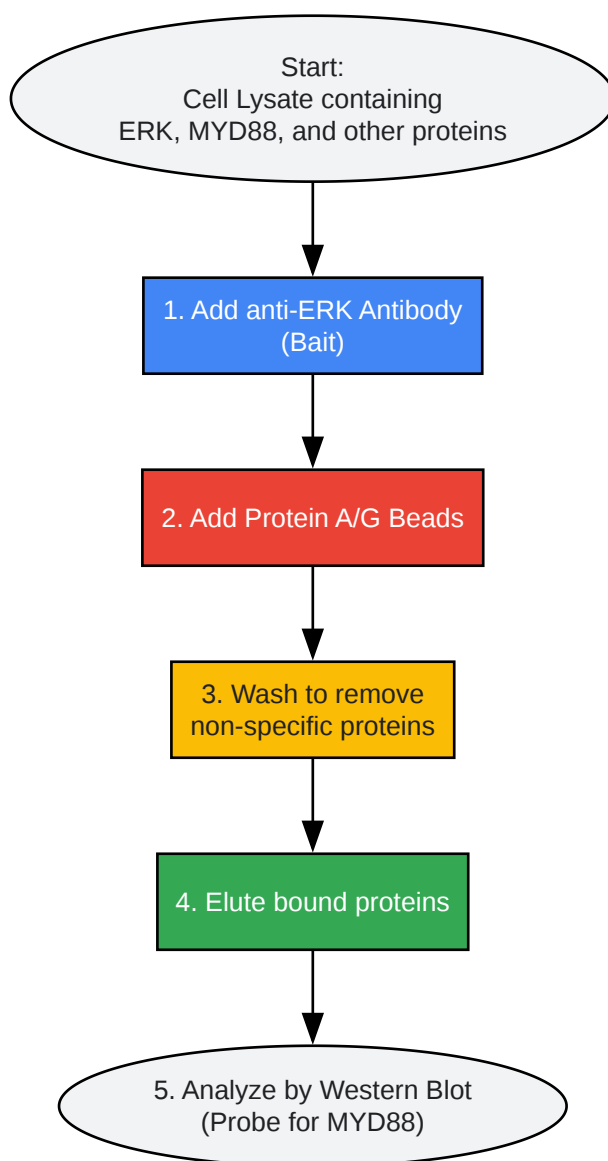 Start:
Cell Lysate containing
ERK, MYD88, and other proteins
1. Add anti-ERK Antibody
(Bait)
2. Add Protein A/G Beads
3. Wash to remove
non-specific proteins
4. Elute bound proteins
5. Analyze by Western Blot
(Probe for MYD88)